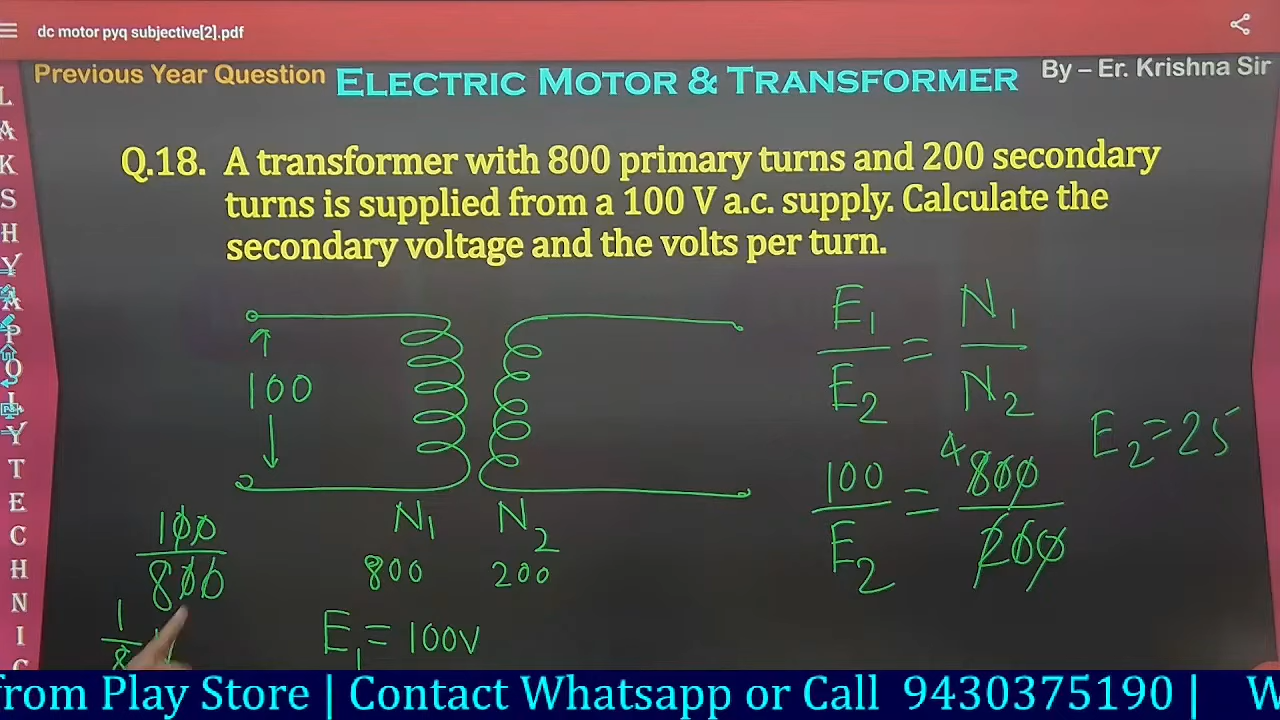 dc motor pyq subjective[2].pdf
Previous Year Question
ELECTRIC MOTOR & TRANSFORMER
By – Er. Krishna Sir
Q.18. A transformer with 800 primary turns and 200 secondary
turns is supplied from a 100 V a.c. supply. Calculate the
secondary voltage and the volts per turn.
E₁/E₂ = N₁/N₂
100
100/E₂ = 800/200
4
E₂ = 25
N₁ N₂
800 200
100/800
1/8
E₁ = 100V
from Play Store | Contact Whatsapp or Call 9430375190 | W